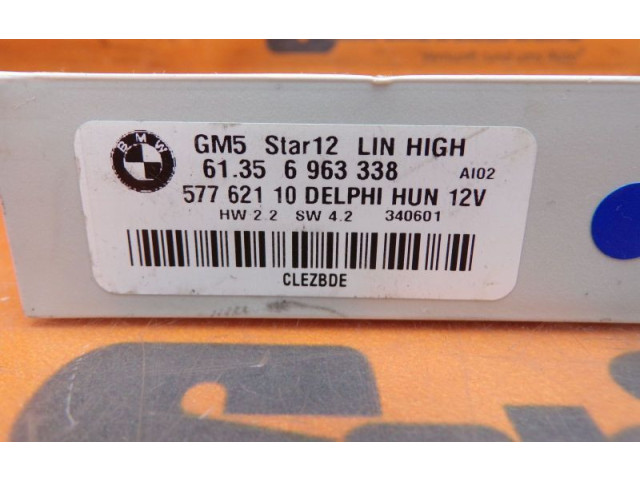 BMW
GM5 Star12 LIN HIGH
61.35 6 963 338 AI02
577 621 10 DELPHI HUN 12V
HW 2.2 SW 4.2 340601
CLEZBDE